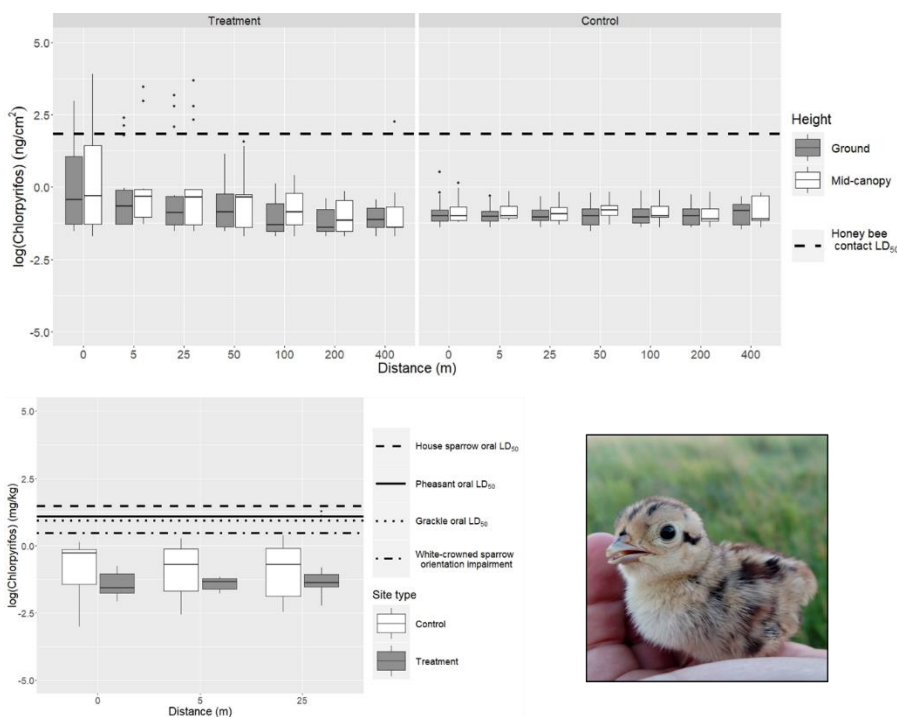 Treatment
Control
5.0
2.5
0.0
-2.5
-5.0
log(Chlorpyrifos) (ng/cm²)
0 5 25 50 100 200 400
0 5 25 50 100 200 400
Distance (m)
Height
Ground
Mid-canopy
Honey bee
contact LD₅₀
5.0
2.5
0.0
-2.5
-5.0
log(Chlorpyrifos) (mg/kg)
0 5 25
Distance (m)
House sparrow oral LD₅₀
Pheasant oral LD₅₀
Grackle oral LD₅₀
White-crowned sparrow
orientation impairment
Site type
Control
Treatment